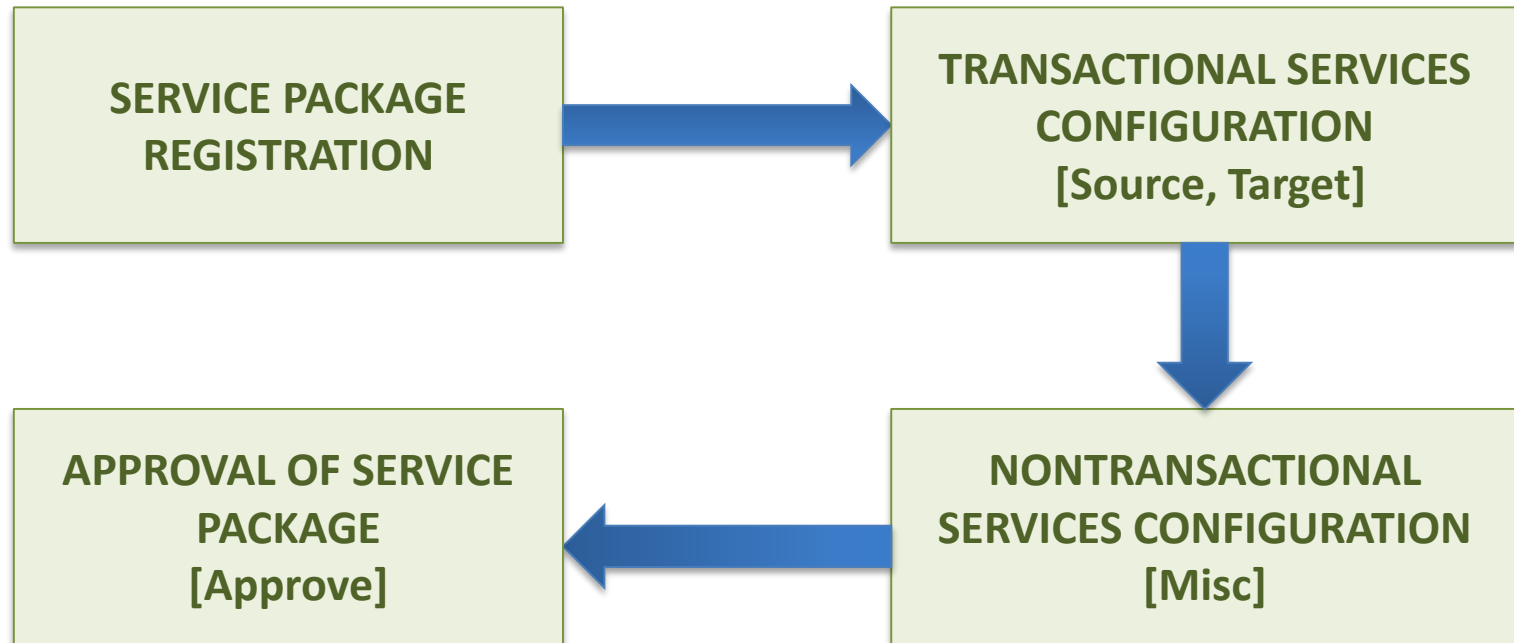 SERVICE PACKAGE
REGISTRATION
TRANSACTIONAL SERVICES
CONFIGURATION
[Source, Target]
NONTRANSACTIONAL
SERVICES CONFIGURATION
[Misc]
APPROVAL OF SERVICE
PACKAGE
[Approve]